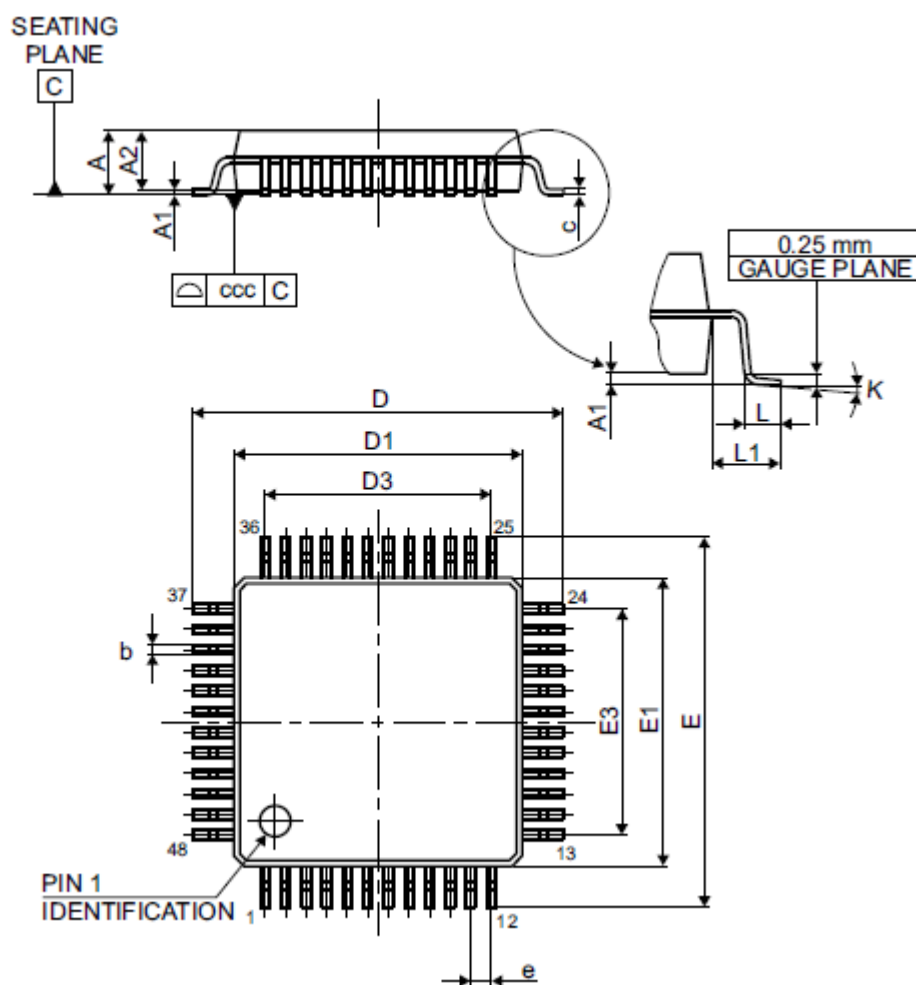 SEATING
PLANE
C
A
A2
A1
c
ccc C
0.25 mm
GAUGE PLANE
A1
K
L
L1
D
D1
D3
36
25
37
24
b
E3
E1
E
48
13
PIN 1
IDENTIFICATION
1
12
e